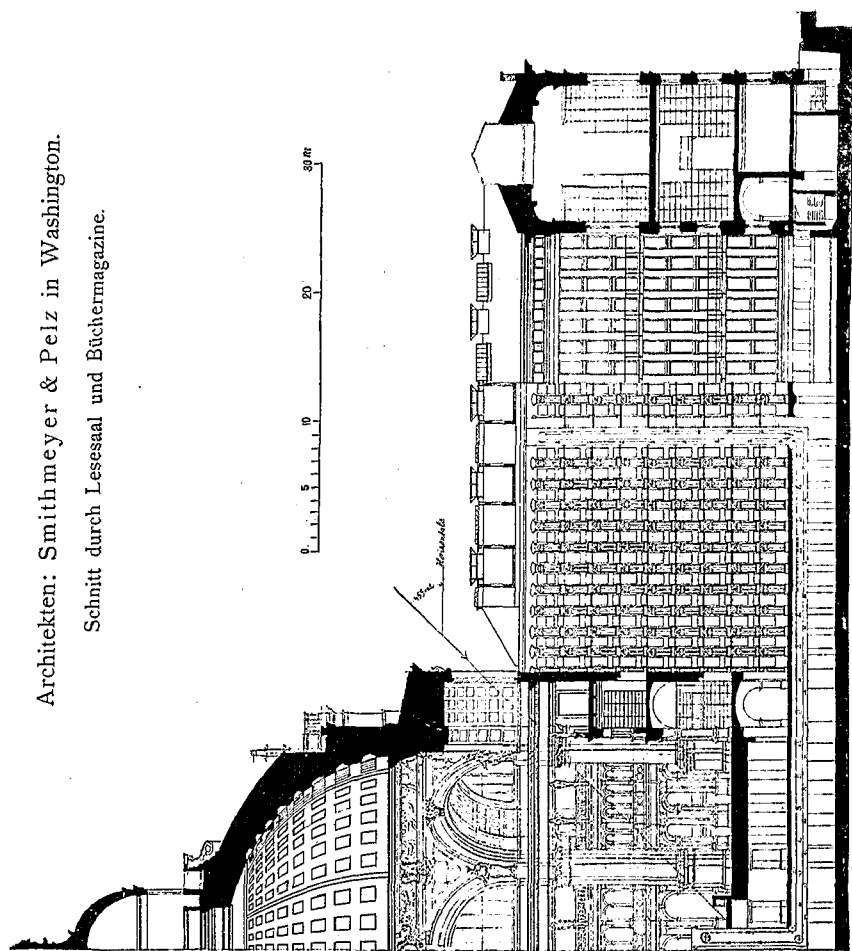 Architekten: Smithmeyer & Pelz in Washington.
Schnitt durch Lesesaal und Büchermagazine.
0 5 10 20 30 m